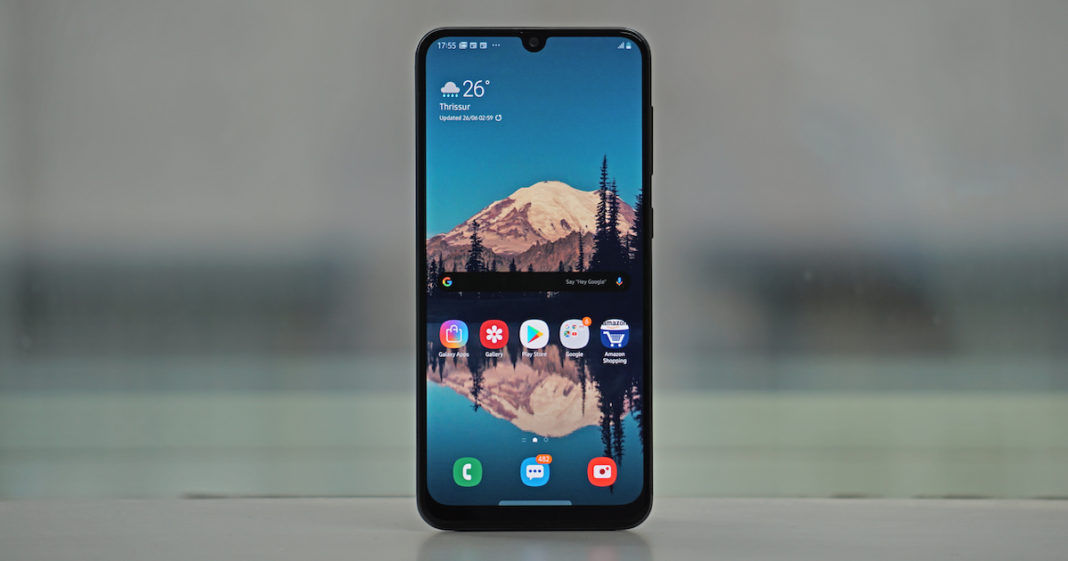 17:55
26°
Thrissur
Updated 26/06 02:59
G Say "Hey Google"
amazon
Galaxy Apps
Gallery
Play Store
Google
Amazon
Shopping
482